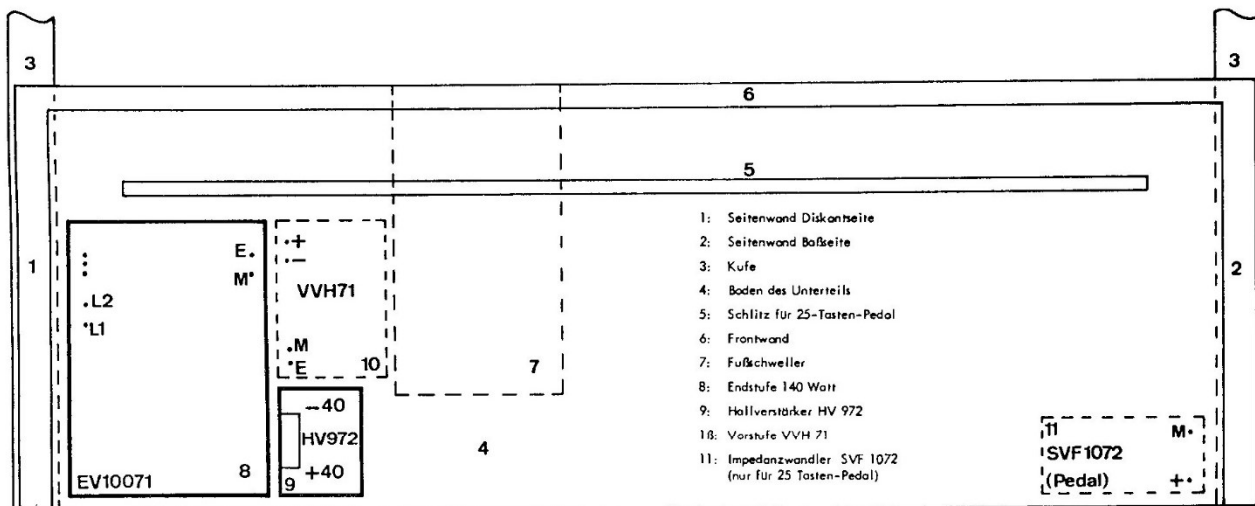 3
3
6
5
1: Seitenwand Diskantseite
2: Seitenwand Baßseite
3: Kufe
4: Boden des Unterteils
5: Schlitz für 25-Tasten-Pedal
6: Frontwand
7: Fußschweller
8: Endstufe 140 Watt
9: Hallverstärker HV 972
10: Vorstufe VVH 71
11: Impedanzwandler SVF 1072
(nur für 25 Tasten-Pedal)
1
E
M
L2
L1
EV10071
8
+
−
VVH71
M
E
10
−40
HV972
+40
9
7
4
11
M
SVF1072
(Pedal)
+
2